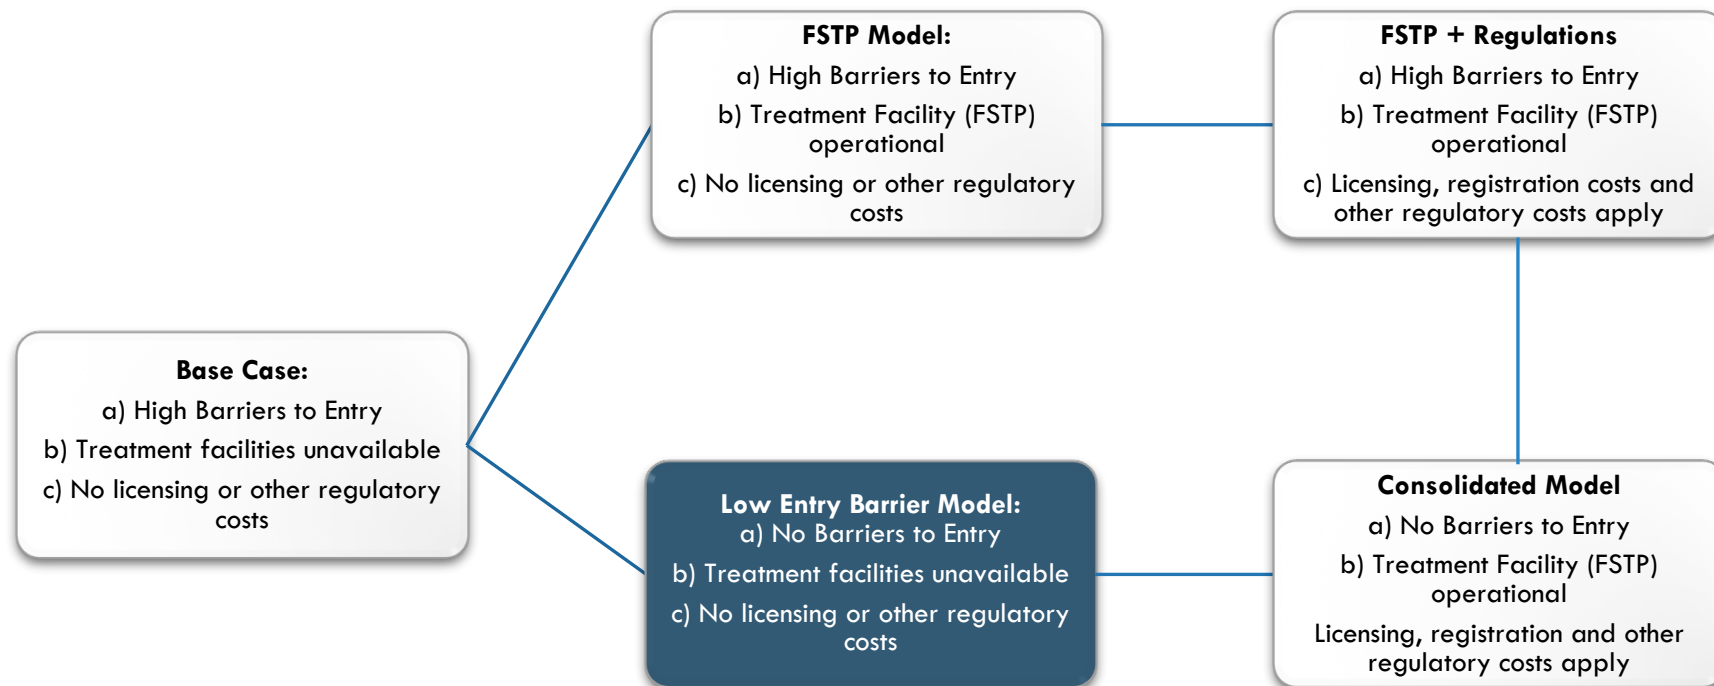 FSTP Model:
a) High Barriers to Entry
b) Treatment Facility (FSTP)
operational
c) No licensing or other regulatory
costs
FSTP + Regulations
a) High Barriers to Entry
b) Treatment Facility (FSTP)
operational
c) Licensing, registration costs and
other regulatory costs apply
Base Case:
a) High Barriers to Entry
b) Treatment facilities unavailable
c) No licensing or other regulatory
costs
Low Entry Barrier Model:
a) No Barriers to Entry
b) Treatment facilities unavailable
c) No licensing or other regulatory
costs
Consolidated Model
a) No Barriers to Entry
b) Treatment Facility (FSTP)
operational
Licensing, registration and other
regulatory costs apply